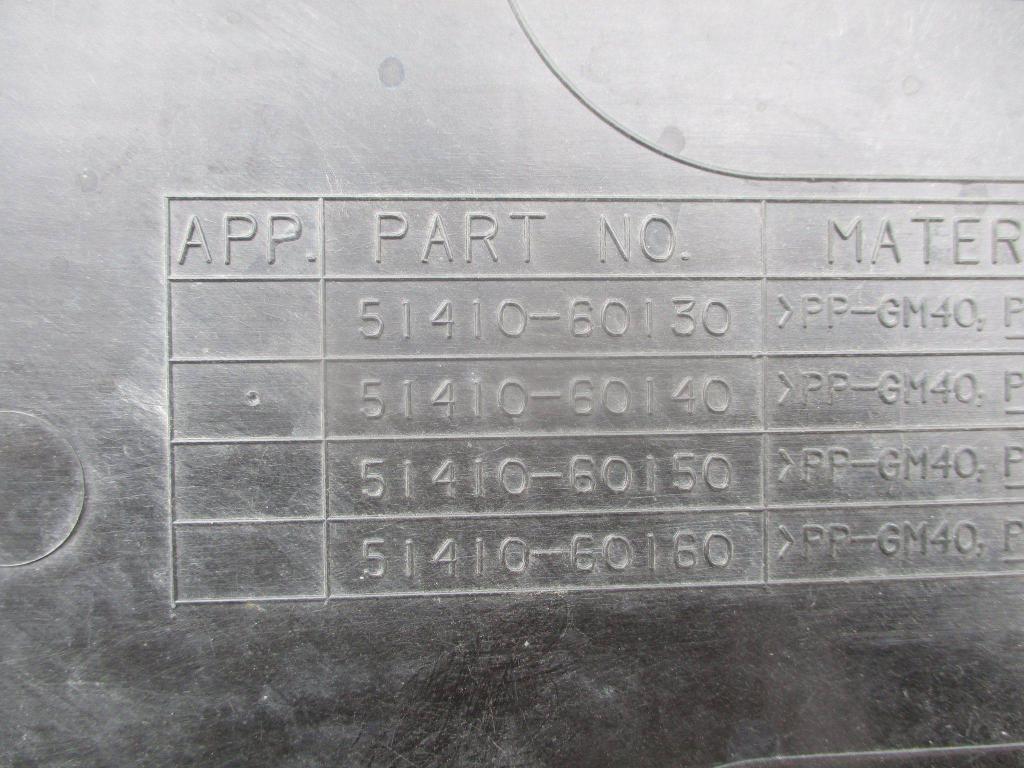 APP. PART NO. MATER
51410-60130 >PP-GM40, P
51410-60140 >PP-GM40, P
51410-60150 >PP-GM40, P
51410-60160 >PP-GM40, P